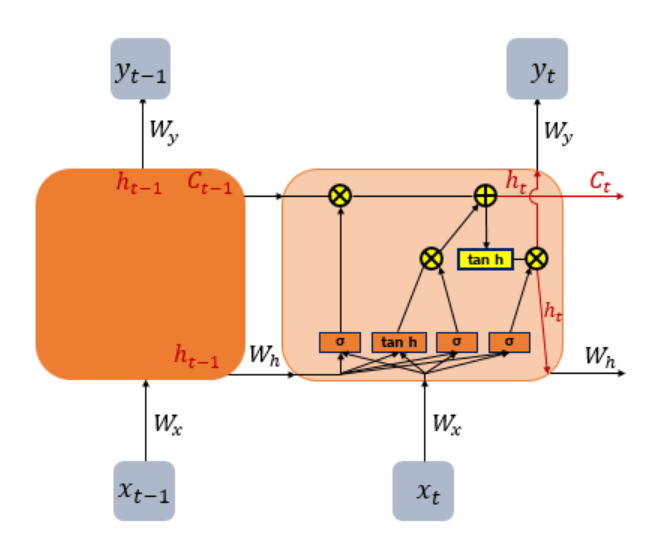 y_{t-1}
y_t
W_y
W_y
h_{t-1}
C_{t-1}
h_t
C_t
tan h
h_t
σ
tan h
σ
σ
h_{t-1}
W_h
W_h
W_x
W_x
x_{t-1}
x_t